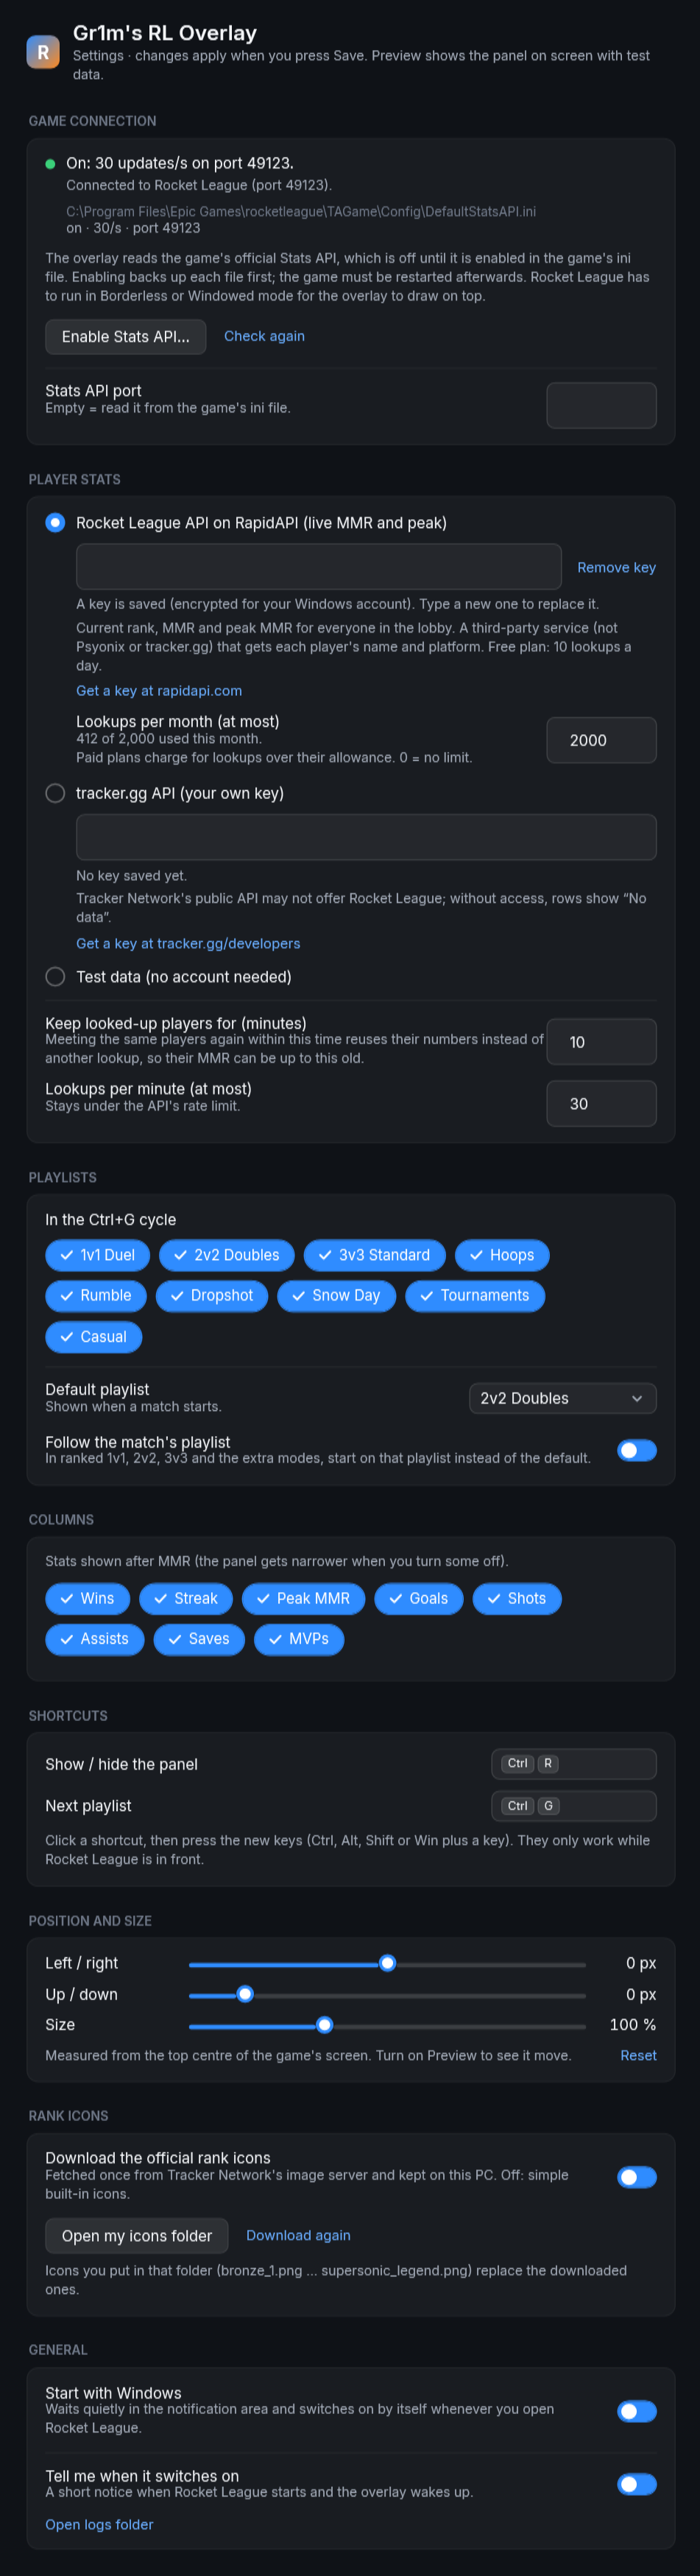 R
Gr1m's RL Overlay
Settings · changes apply when you press Save. Preview shows the panel on screen with test
data.
GAME CONNECTION
On: 30 updates/s on port 49123.
Connected to Rocket League (port 49123).
C:\Program Files\Epic Games\rocketleague\TAGame\Config\DefaultStatsAPI.ini
on · 30/s · port 49123
The overlay reads the game's official Stats API, which is off until it is enabled in the game's ini
file. Enabling backs up each file first; the game must be restarted afterwards. Rocket League has
to run in Borderless or Windowed mode for the overlay to draw on top.
Enable Stats API... Check again
Stats API port
Empty = read it from the game's ini file.
PLAYER STATS
Rocket League API on RapidAPI (live MMR and peak)
Remove key
A key is saved (encrypted for your Windows account). Type a new one to replace it.
Current rank, MMR and peak MMR for everyone in the lobby. A third-party service (not
Psyonix or tracker.gg) that gets each player's name and platform. Free plan: 10 lookups a
day.
Get a key at rapidapi.com
Lookups per month (at most)
412 of 2,000 used this month.
2000
Paid plans charge for lookups over their allowance. 0 = no limit.
tracker.gg API (your own key)
No key saved yet.
Tracker Network's public API may not offer Rocket League; without access, rows show “No
data”.
Get a key at tracker.gg/developers
Test data (no account needed)
Keep looked-up players for (minutes)
Meeting the same players again within this time reuses their numbers instead of
another lookup, so their MMR can be up to this old.
10
Lookups per minute (at most)
Stays under the API's rate limit.
30
PLAYLISTS
In the Ctrl+G cycle
1v1 Duel 2v2 Doubles 3v3 Standard Hoops
Rumble Dropshot Snow Day Tournaments
Casual
Default playlist
Shown when a match starts.
2v2 Doubles
Follow the match's playlist
In ranked 1v1, 2v2, 3v3 and the extra modes, start on that playlist instead of the default.
COLUMNS
Stats shown after MMR (the panel gets narrower when you turn some off).
Wins Streak Peak MMR Goals Shots
Assists Saves MVPs
SHORTCUTS
Show / hide the panel Ctrl R
Next playlist Ctrl G
Click a shortcut, then press the new keys (Ctrl, Alt, Shift or Win plus a key). They only work while
Rocket League is in front.
POSITION AND SIZE
Left / right 0 px
Up / down 0 px
Size 100 %
Measured from the top centre of the game's screen. Turn on Preview to see it move. Reset
RANK ICONS
Download the official rank icons
Fetched once from Tracker Network's image server and kept on this PC. Off: simple
built-in icons.
Open my icons folder Download again
Icons you put in that folder (bronze_1.png ... supersonic_legend.png) replace the downloaded
ones.
GENERAL
Start with Windows
Waits quietly in the notification area and switches on by itself whenever you open
Rocket League.
Tell me when it switches on
A short notice when Rocket League starts and the overlay wakes up.
Open logs folder